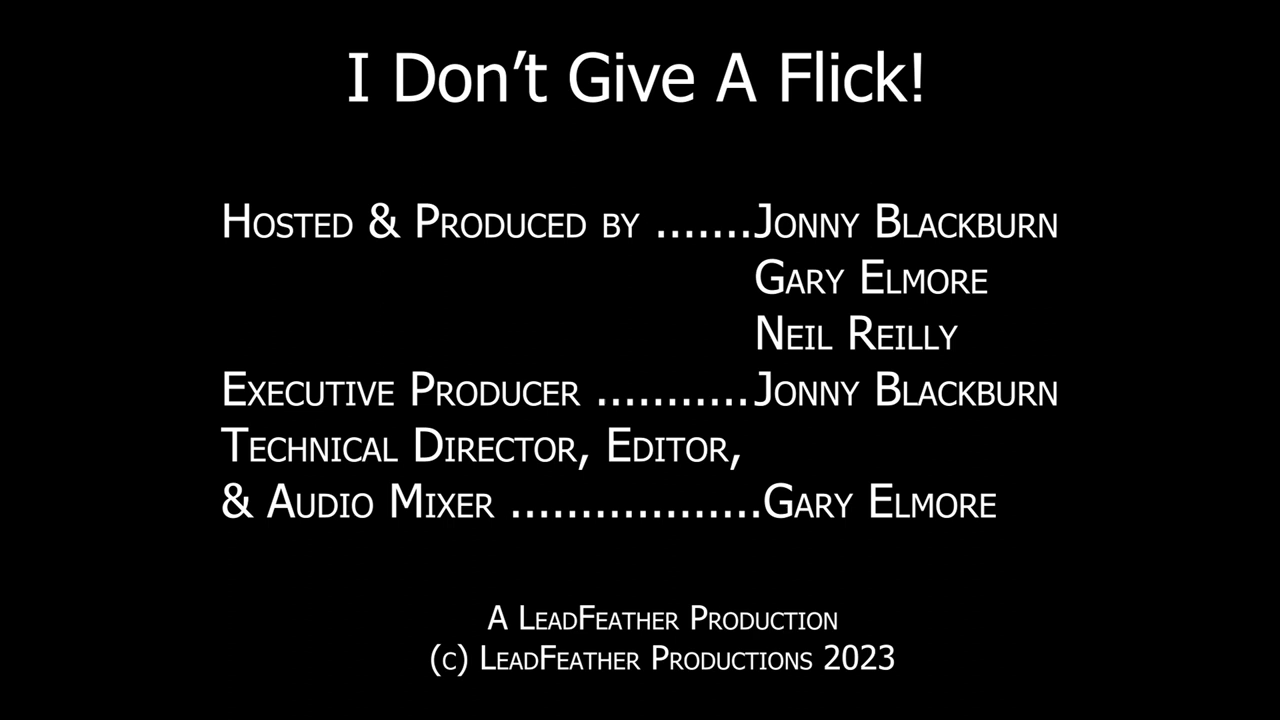 I Don’t Give A Flick!
Hosted & Produced by .......Jonny Blackburn
Gary Elmore
Neil Reilly
Executive Producer ...........Jonny Blackburn
Technical Director, Editor,
& Audio Mixer ..................Gary Elmore
A LeadFeather Production
(c) LeadFeather Productions 2023